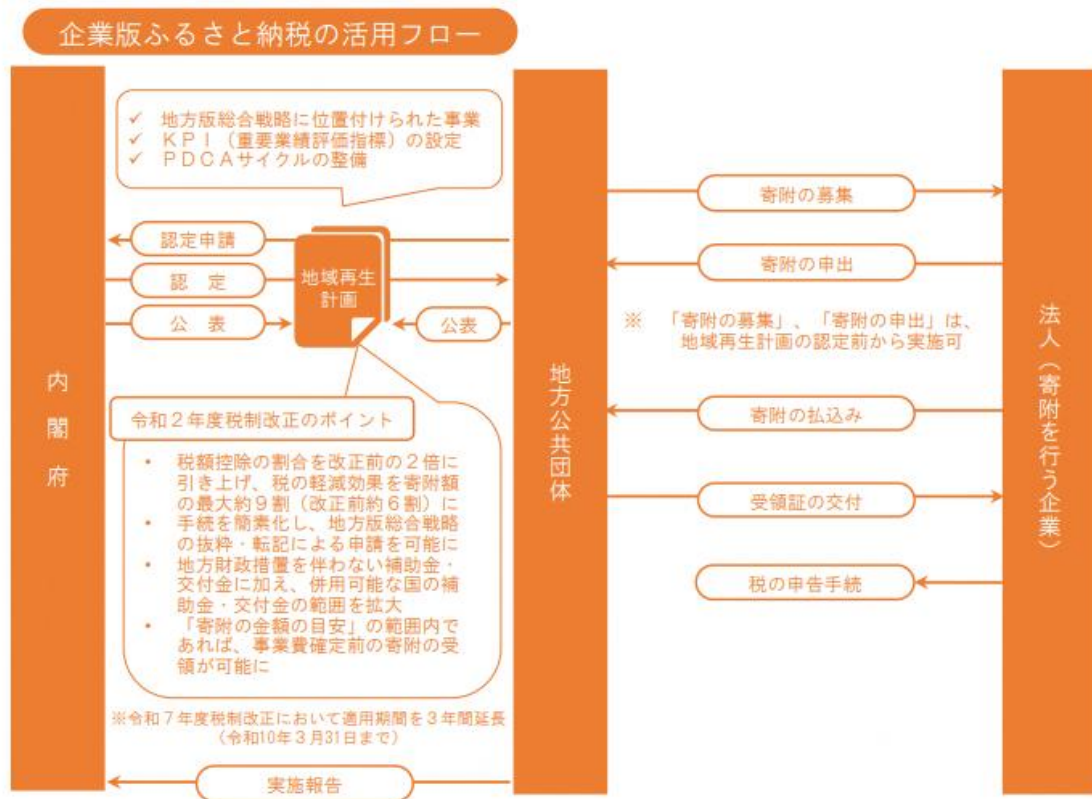 企業版ふるさと納税の活用フロー
内閣府
✓ 地方版総合戦略に位置付けられた事業
✓ KPI(重要業績評価指標)の設定
✓ PDCAサイクルの整備
認定申請
認 定
公 表
地域再生
計画
公表
令和2年度税制改正のポイント
• 税額控除の割合を改正前の2倍に
引き上げ、税の軽減効果を寄附額
の最大約9割(改正前約6割)に
• 手続を簡素化し、地方版総合戦略
の抜粋・転記による申請を可能に
• 地方財政措置を伴わない補助金・
交付金に加え、併用可能な国の補
助金・交付金の範囲を拡大
• 「寄附の金額の目安」の範囲内で
あれば、事業費確定前の寄附の受
領が可能に
※令和7年度税制改正において適用期間を3年間延長
(令和10年3月31日まで)
実施報告
地方公共団体
寄附の募集
寄附の申出
※ 「寄附の募集」、「寄附の申出」は、
地域再生計画の認定前から実施可
寄附の払込み
受領証の交付
税の申告手続
法人(寄附を行う企業)